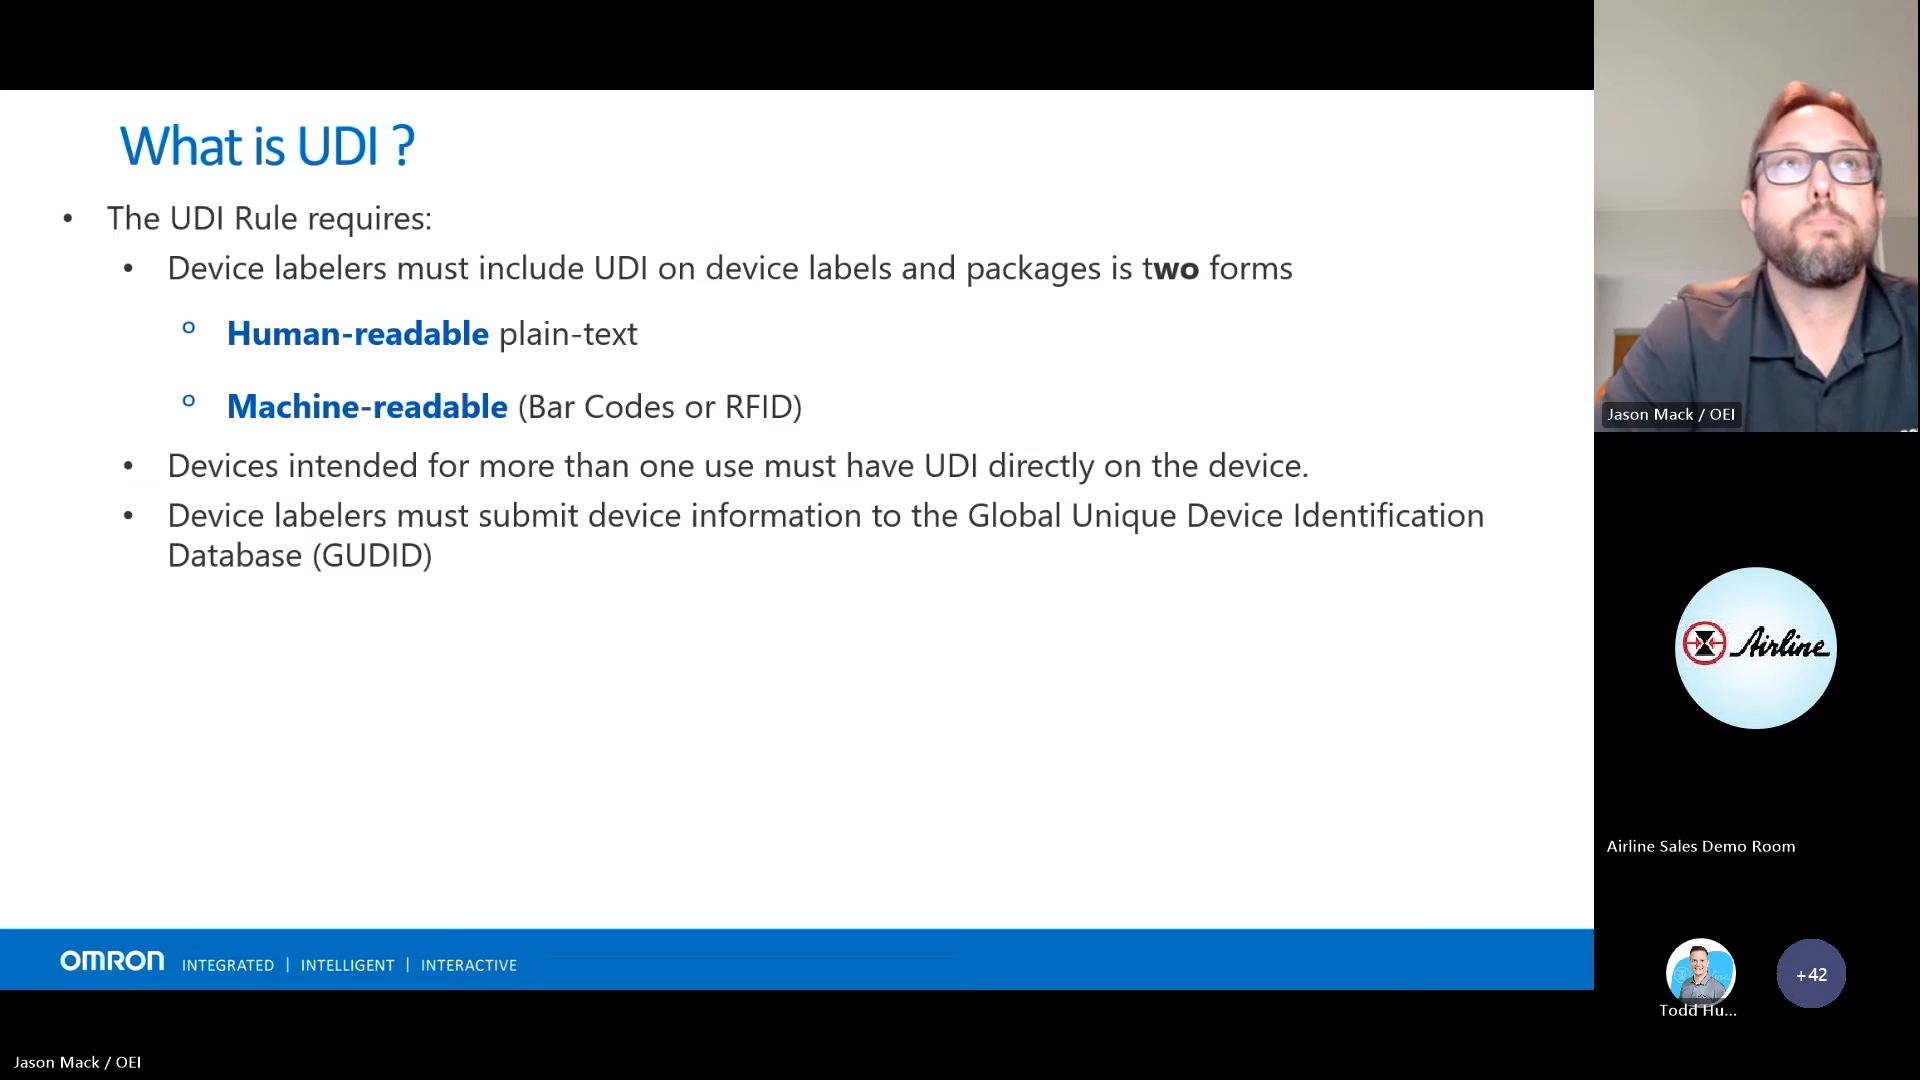 What is UDI ?
• The UDI Rule requires:
• Device labelers must include UDI on device labels and packages is two forms
º Human-readable plain-text
º Machine-readable (Bar Codes or RFID)
• Devices intended for more than one use must have UDI directly on the device.
• Device labelers must submit device information to the Global Unique Device Identification
Database (GUDID)
OMRON INTEGRATED | INTELLIGENT | INTERACTIVE
Jason Mack / OEI
Airline
Airline Sales Demo Room
+42
Todd Hu...
Jason Mack / OEI